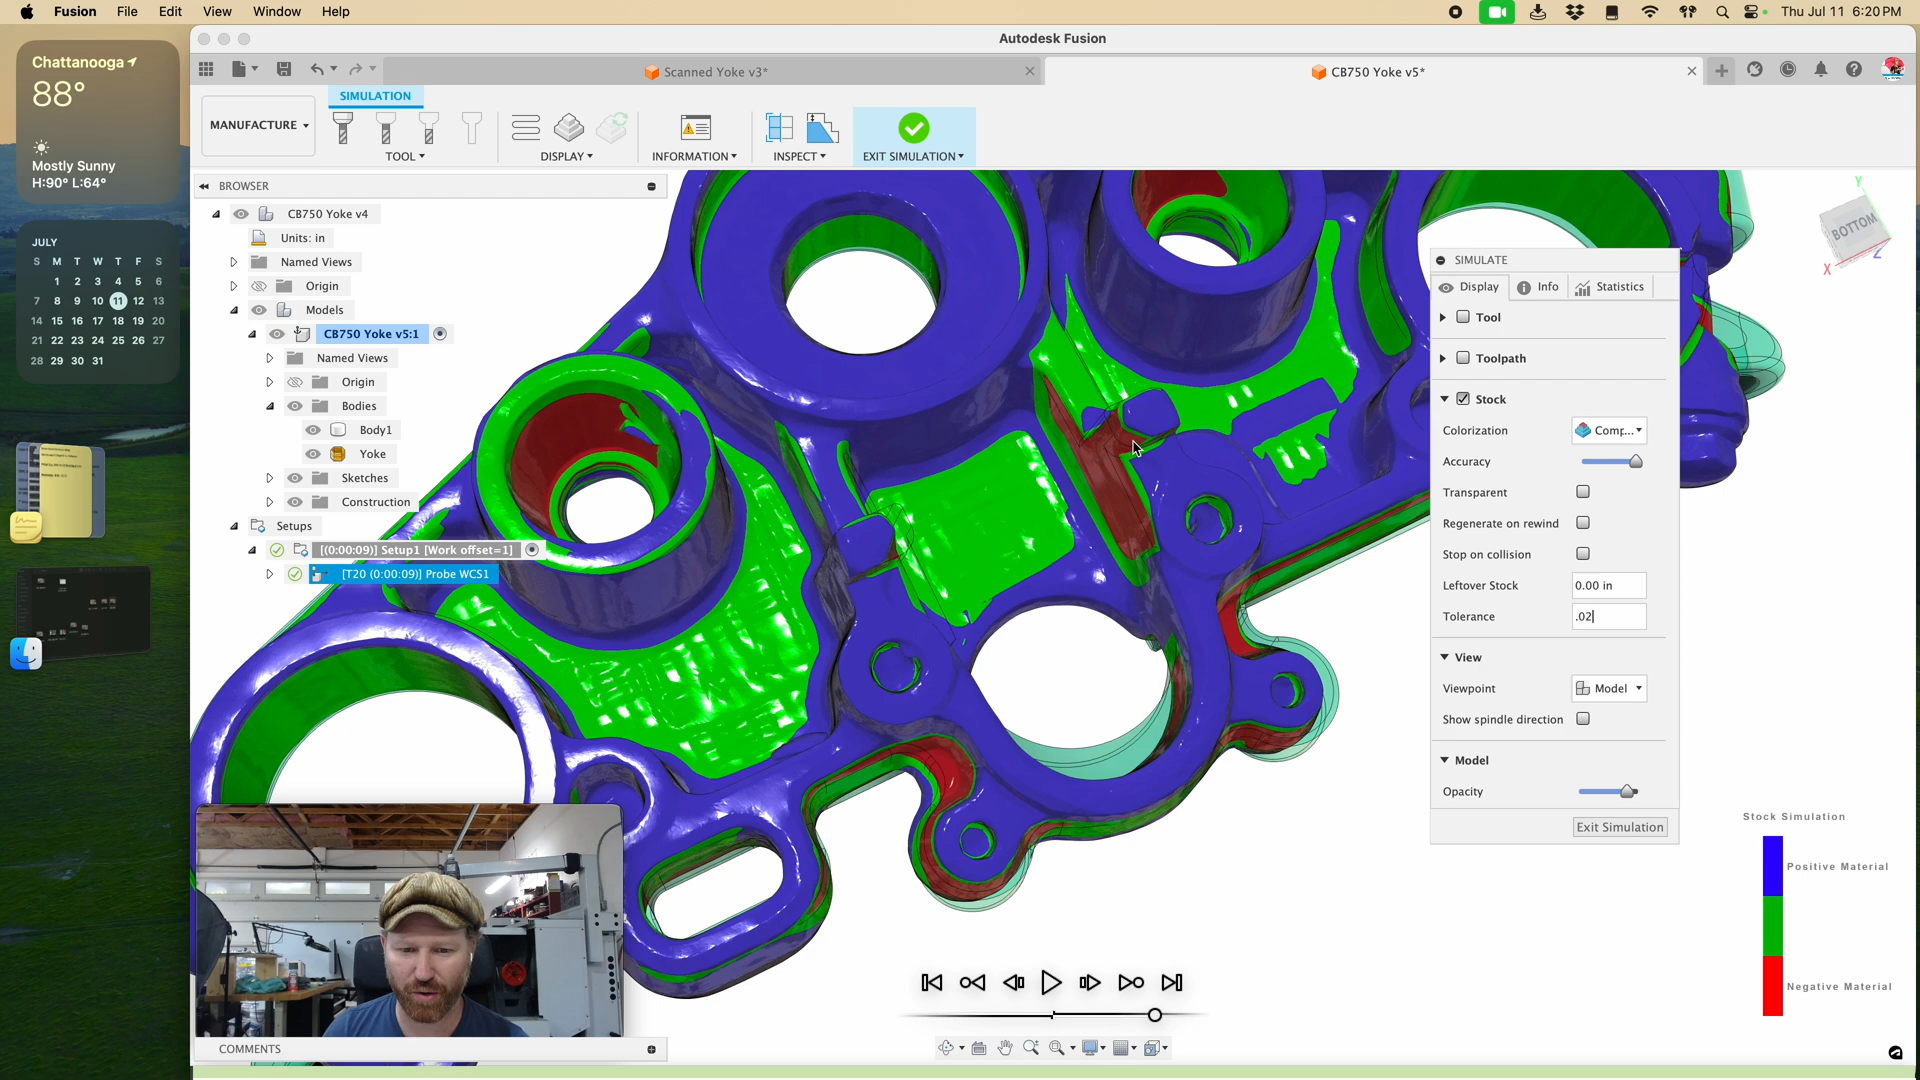 Fusion File Edit View Window Help
Thu Jul 11 6:20 PM
Autodesk Fusion
Scanned Yoke v3*
CB750 Yoke v5*
Chattanooga
88°
Mostly Sunny
H:90° L:64°
JULY
S M T W T F S
1 2 3 4 5 6
7 8 9 10 11 12 13
14 15 16 17 18 19 20
21 22 23 24 25 26 27
28 29 30 31
MANUFACTURE
SIMULATION
TOOL
DISPLAY
INFORMATION
INSPECT
EXIT SIMULATION
BROWSER
CB750 Yoke v4
Units: in
Named Views
Origin
Models
CB750 Yoke v5:1
Named Views
Origin
Bodies
Body1
Yoke
Sketches
Construction
Setups
[(0:00:09)] Setup1 [Work offset=1]
[T20 (0:00:09)] Probe WCS1
BOTTOM
X
Y
Z
SIMULATE
Display
Info
Statistics
Tool
Toolpath
Stock
Colorization Comp...
Accuracy
Transparent
Regenerate on rewind
Stop on collision
Leftover Stock 0.00 in
Tolerance .02
View
Viewpoint Model
Show spindle direction
Model
Opacity
Exit Simulation
Stock Simulation
Positive Material
Negative Material
COMMENTS